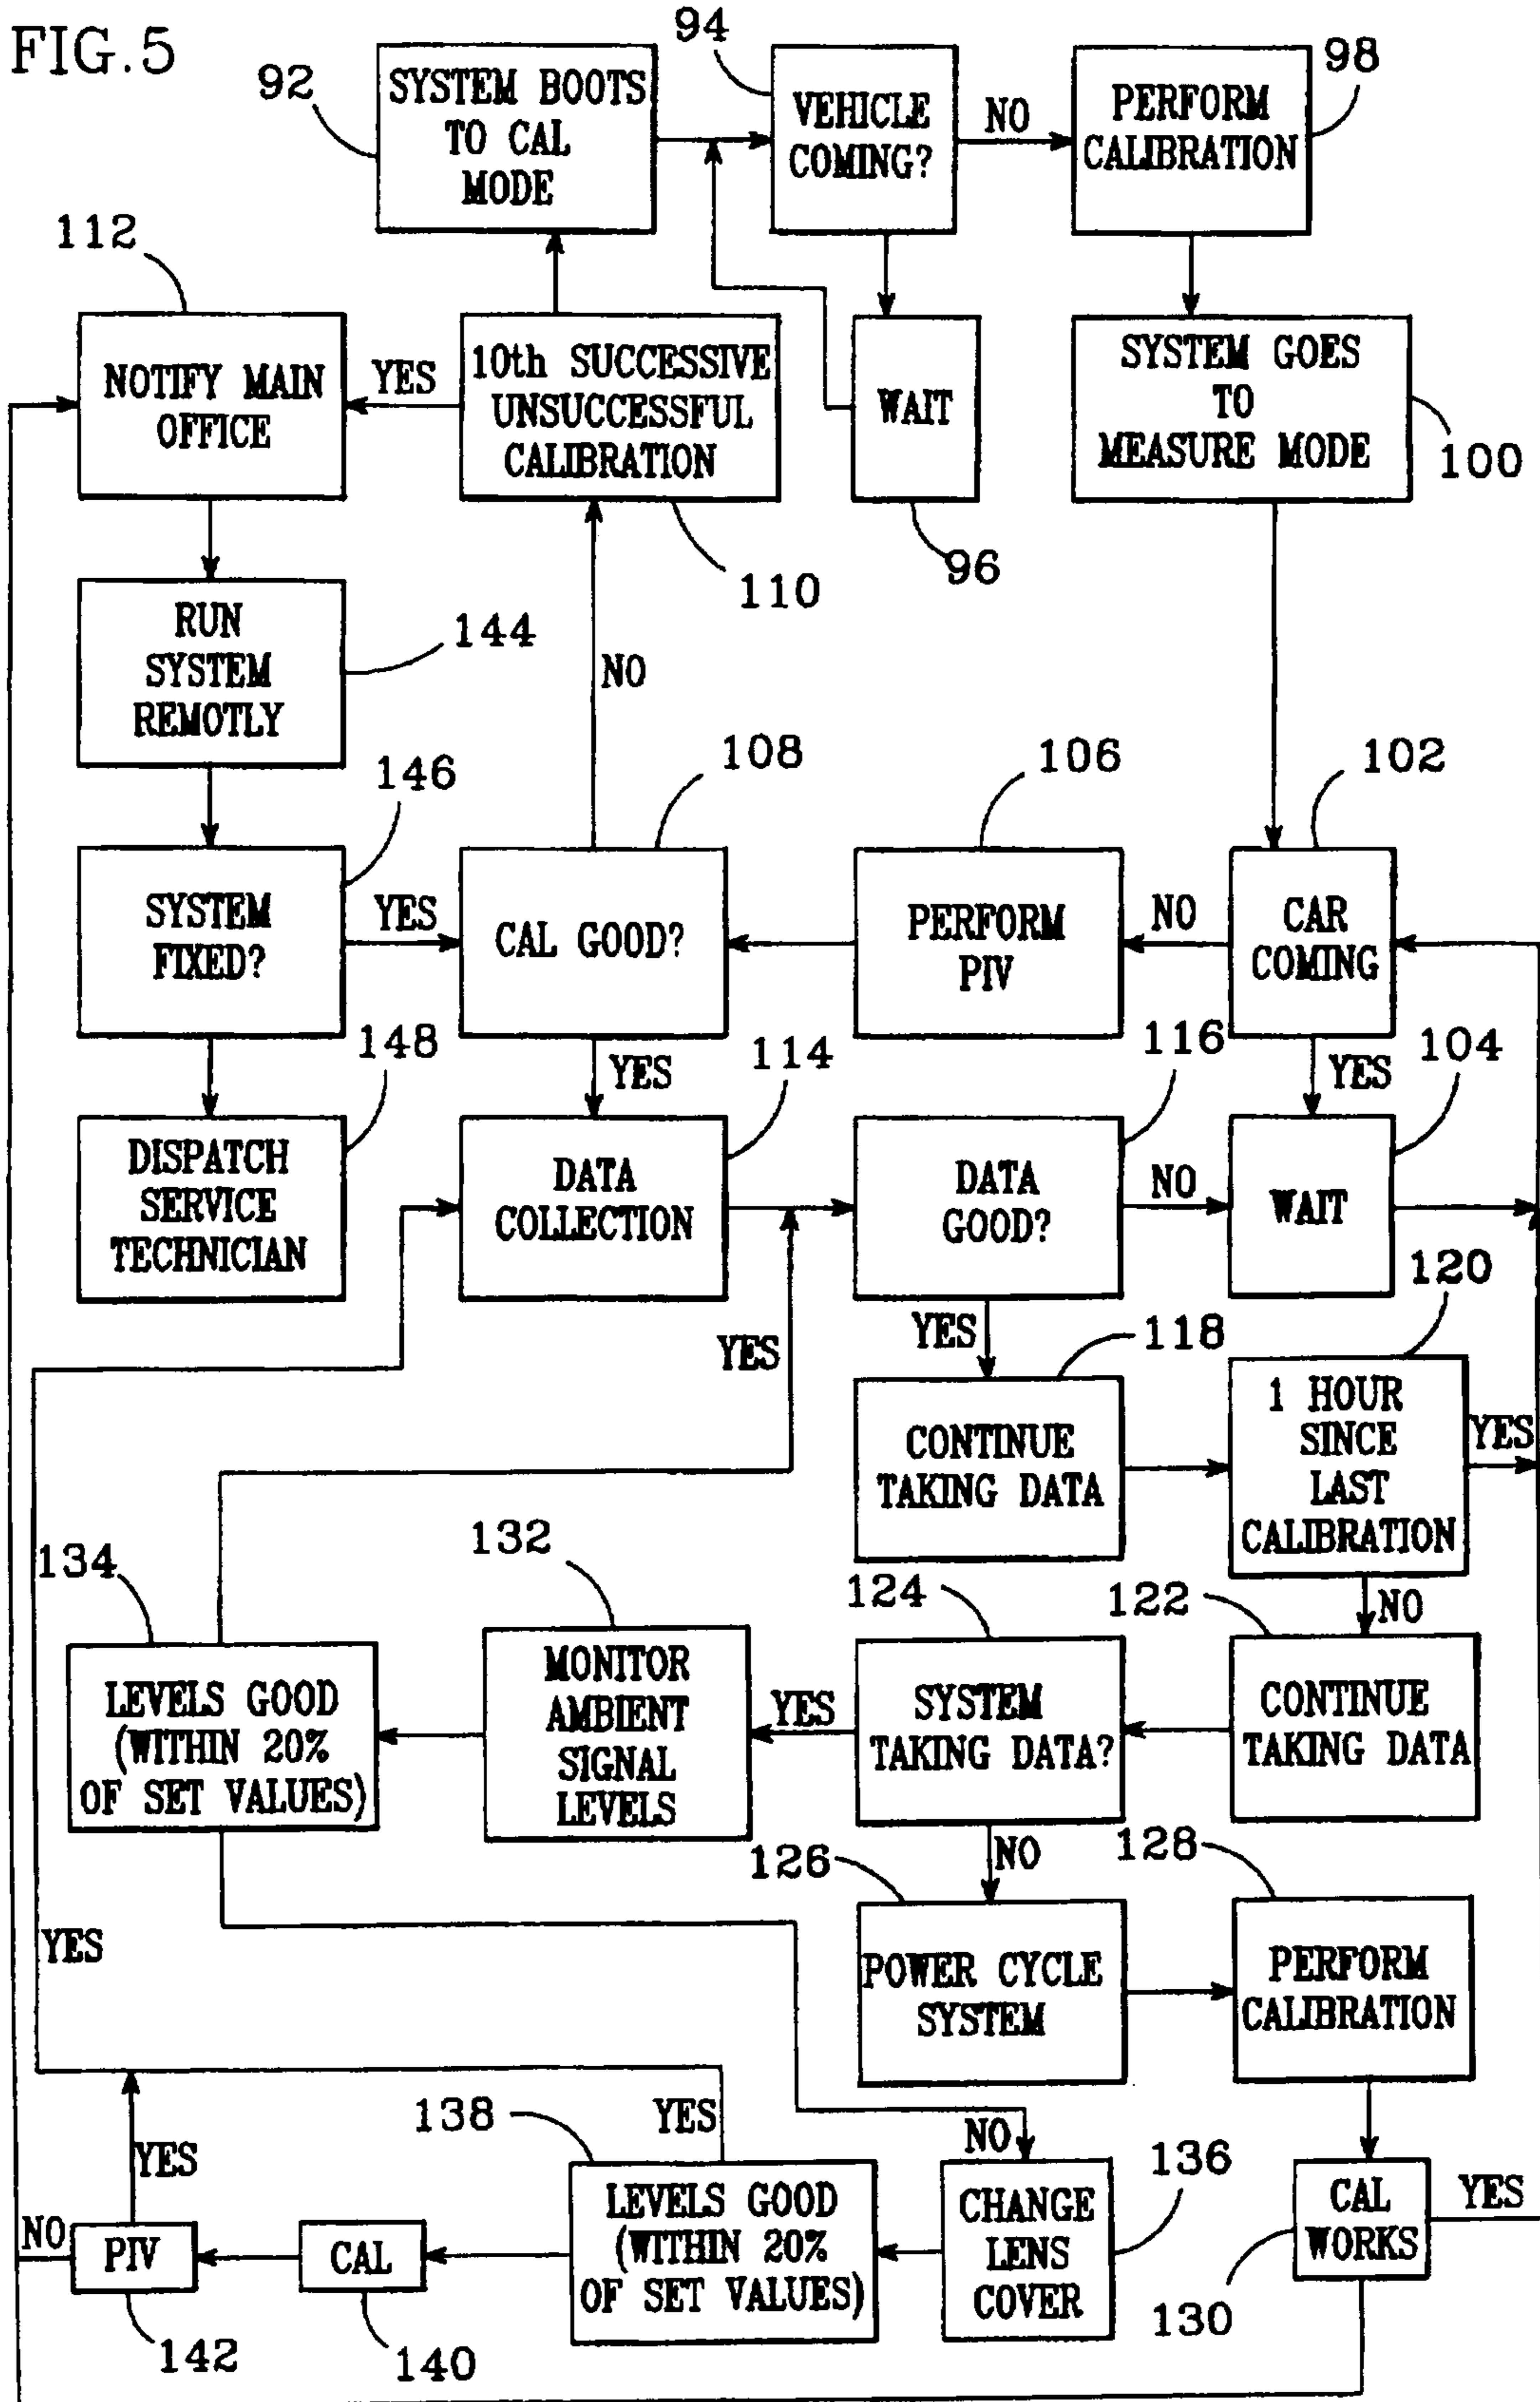 FIG.5
92
SYSTEM BOOTS
TO CAL
MODE
94
VEHICLE
COMING?
NO
98
PERFORM
CALIBRATION
112
NOTIFY MAIN
OFFICE
YES
10th SUCCESSIVE
UNSUCCESSFUL
CALIBRATION
110
WAIT
96
SYSTEM GOES
TO
MEASURE MODE
100
RUN
SYSTEM
REMOTLY
144
NO
146
SYSTEM
FIXED?
YES
108
CAL GOOD?
106
PERFORM
PIV
NO
102
CAR
COMING
148
DISPATCH
SERVICE
TECHNICIAN
YES
114
DATA
COLLECTION
116
DATA
GOOD?
NO
YES
104
WAIT
YES
YES
118
CONTINUE
TAKING DATA
120
1 HOUR
SINCE
LAST
CALIBRATION
YES
NO
134
LEVELS GOOD
(WITHIN 20%
OF SET VALUES)
132
MONITOR
AMBIENT
SIGNAL
LEVELS
YES
124
SYSTEM
TAKING DATA?
122
CONTINUE
TAKING DATA
NO
126
POWER CYCLE
SYSTEM
128
PERFORM
CALIBRATION
YES
YES
NO
PIV
142
CAL
140
138
YES
LEVELS GOOD
(WITHIN 20%
OF SET VALUES)
NO
CHANGE
LENS
COVER
136
CAL
WORKS
YES
130